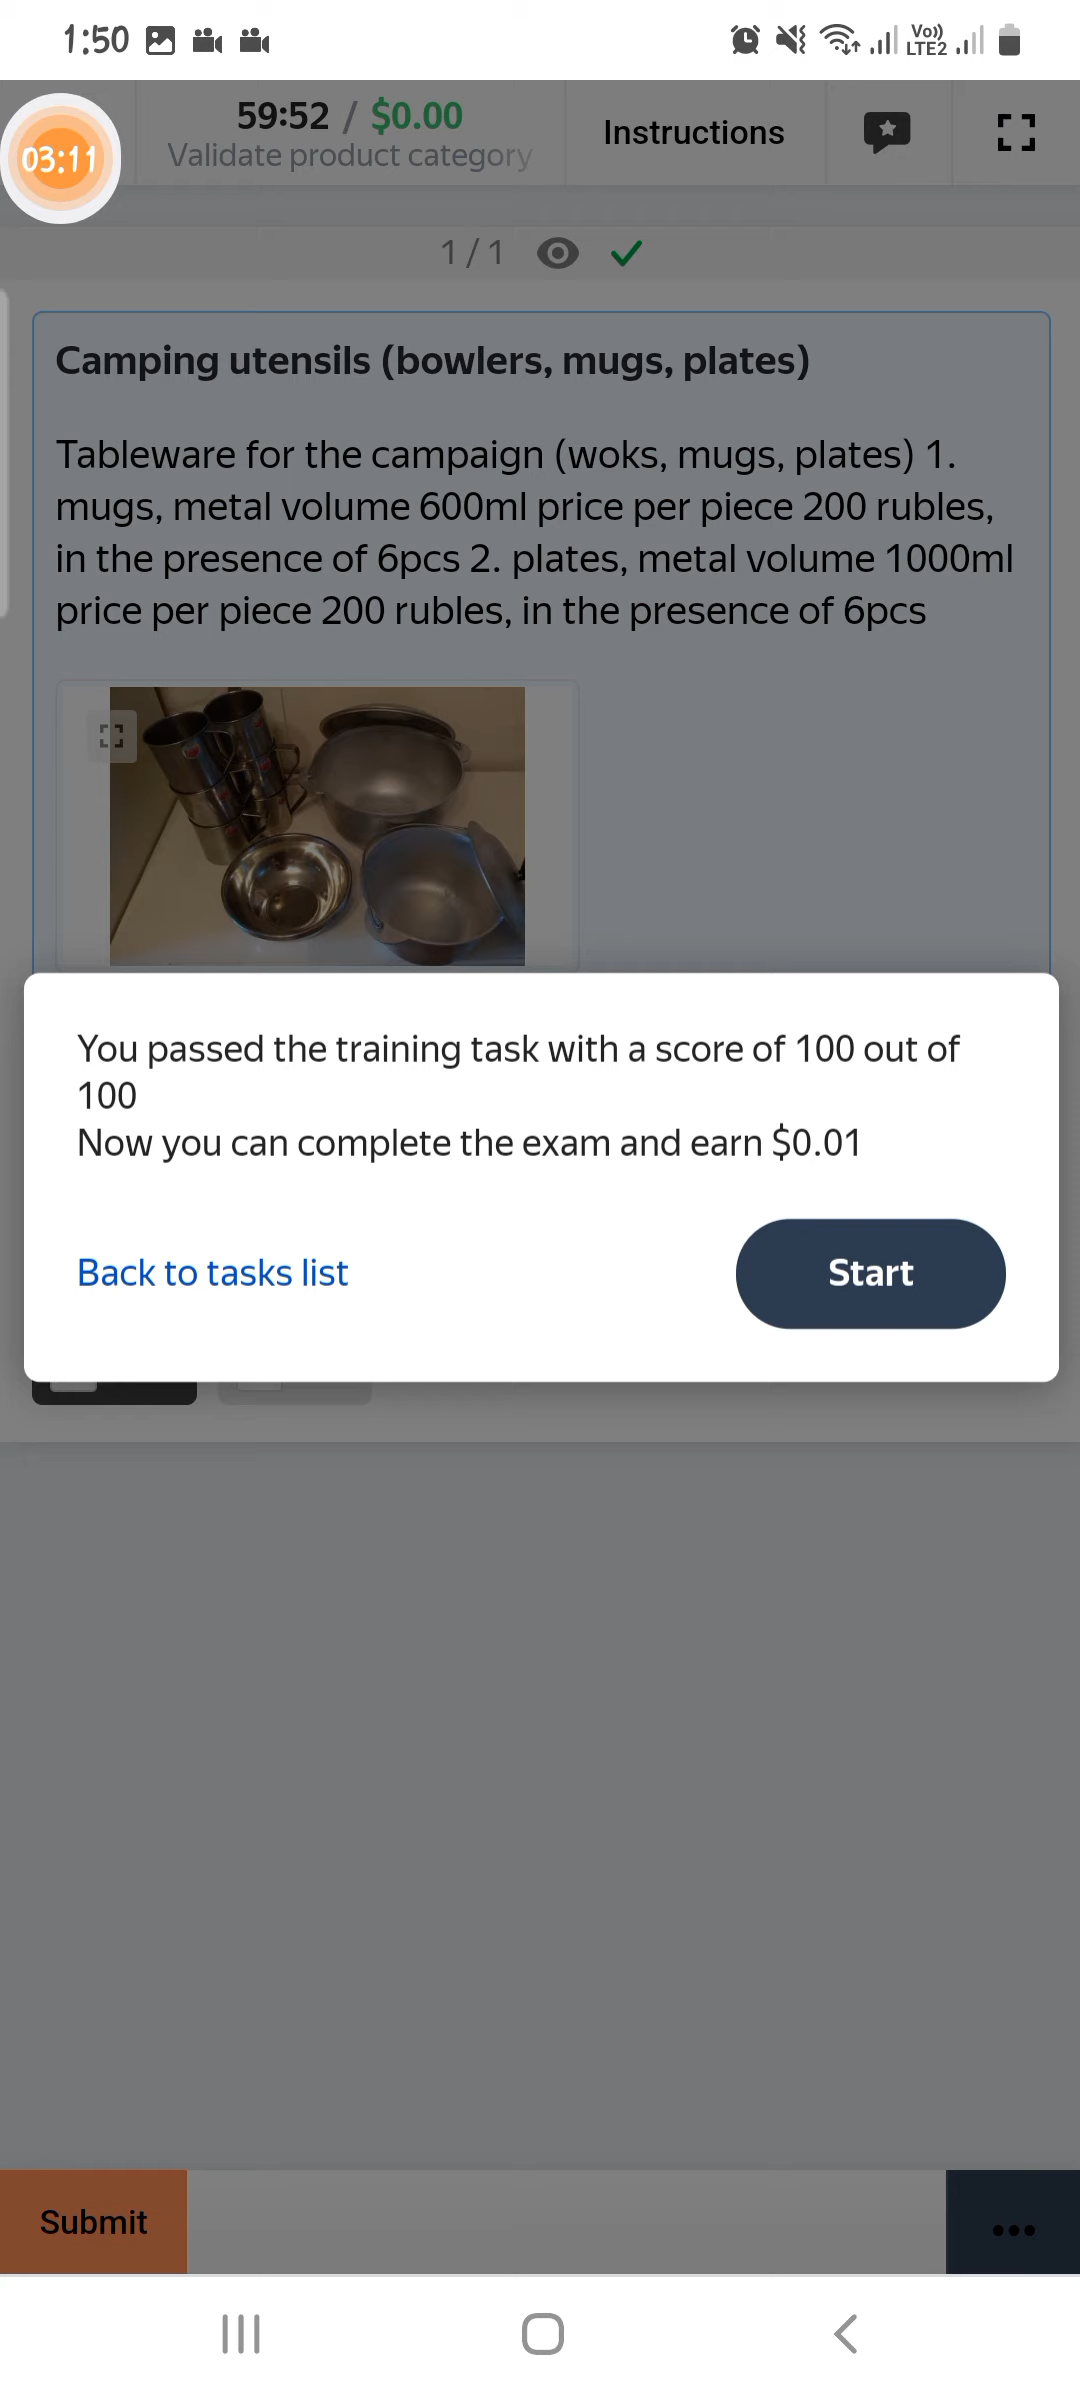 1:50
Vo))
LTE2
03:11
59:52 / $0.00
Validate product category
Instructions
1 / 1
Camping utensils (bowlers, mugs, plates)
Tableware for the campaign (woks, mugs, plates) 1.
mugs, metal volume 600ml price per piece 200 rubles,
in the presence of 6pcs 2. plates, metal volume 1000ml
price per piece 200 rubles, in the presence of 6pcs
You passed the training task with a score of 100 out of
100
Now you can complete the exam and earn $0.01
Back to tasks list
Start
Submit